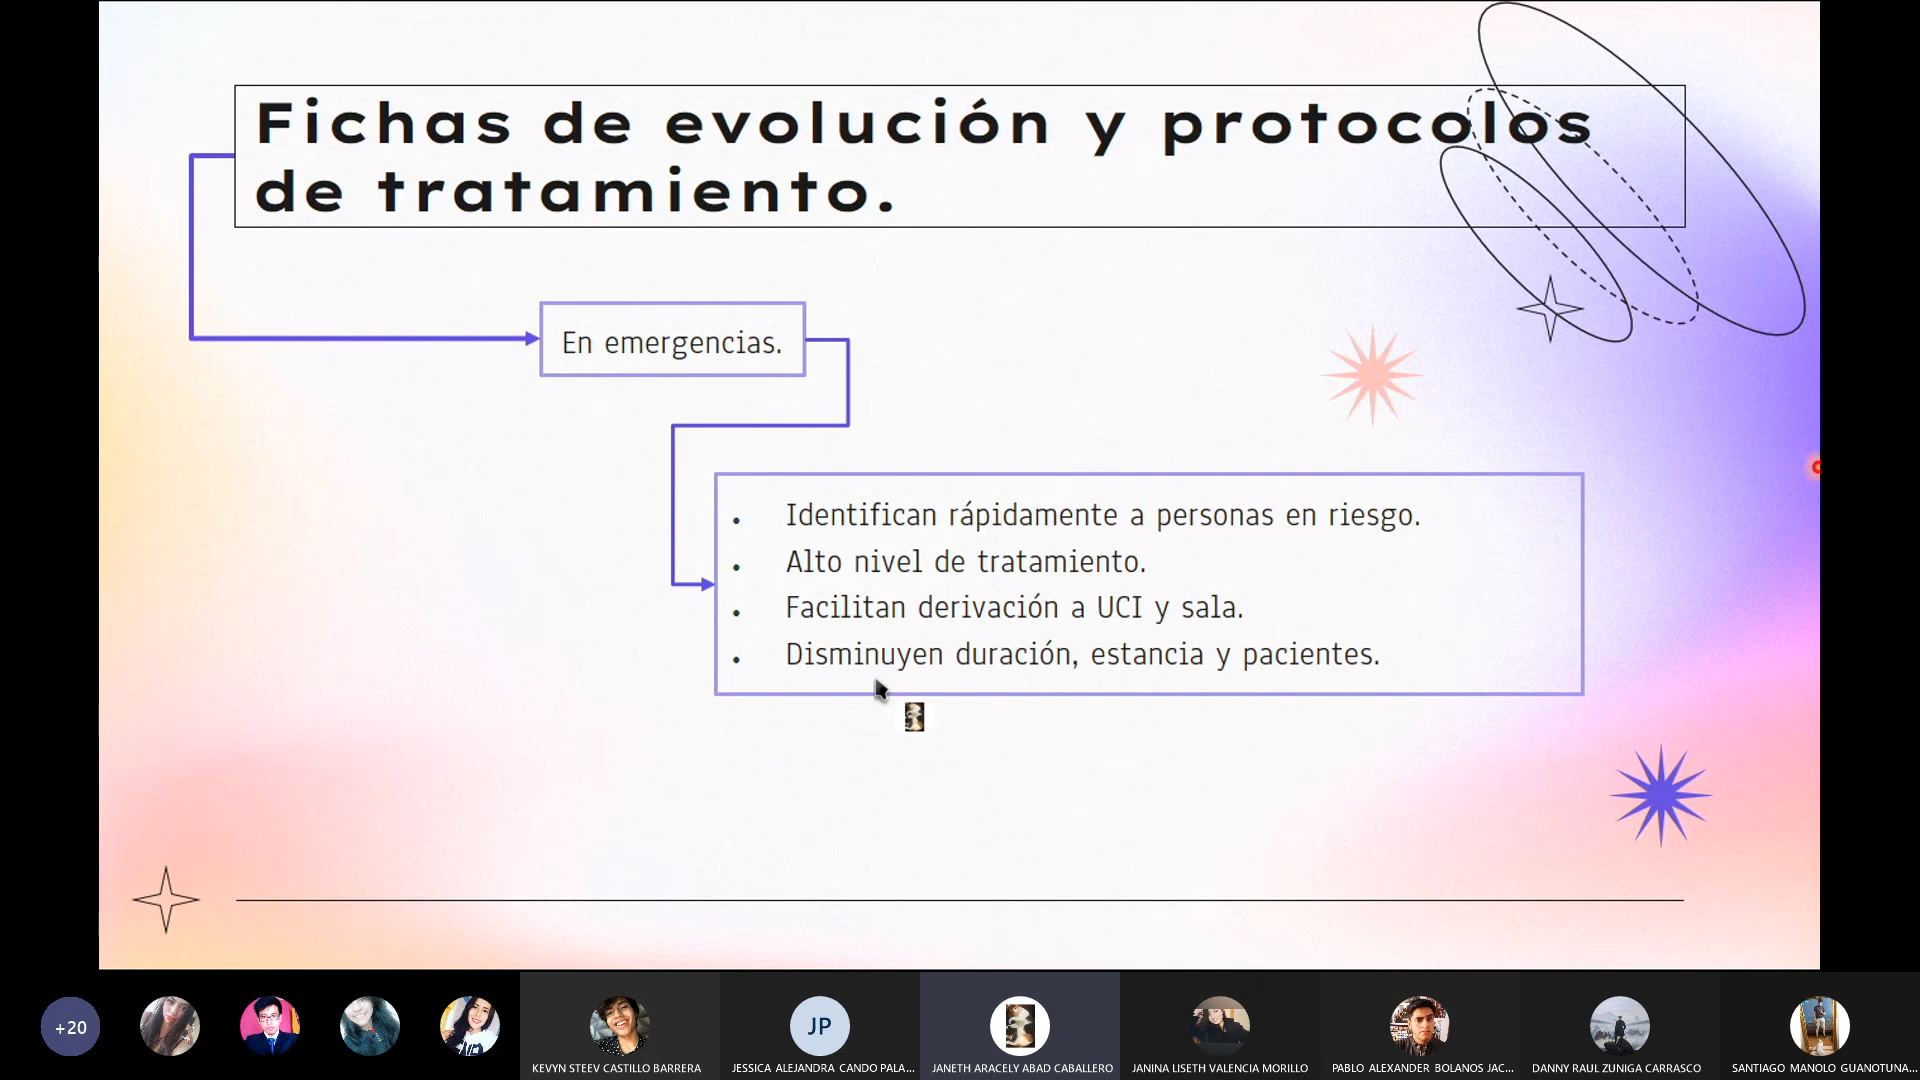 Fichas de evolución y protocolos
de tratamiento.
En emergencias.
• Identifican rápidamente a personas en riesgo.
• Alto nivel de tratamiento.
• Facilitan derivación a UCI y sala.
• Disminuyen duración, estancia y pacientes.
+20
JP
KEVYN STEEV CASTILLO BARRERA
JESSICA ALEJANDRA CANDO PALA...
JANETH ARACELY ABAD CABALLERO
JANINA LISETH VALENCIA MORILLO
PABLO ALEXANDER BOLANOS JAC...
DANNY RAUL ZUNIGA CARRASCO
SANTIAGO MANOLO GUANOTUNA...